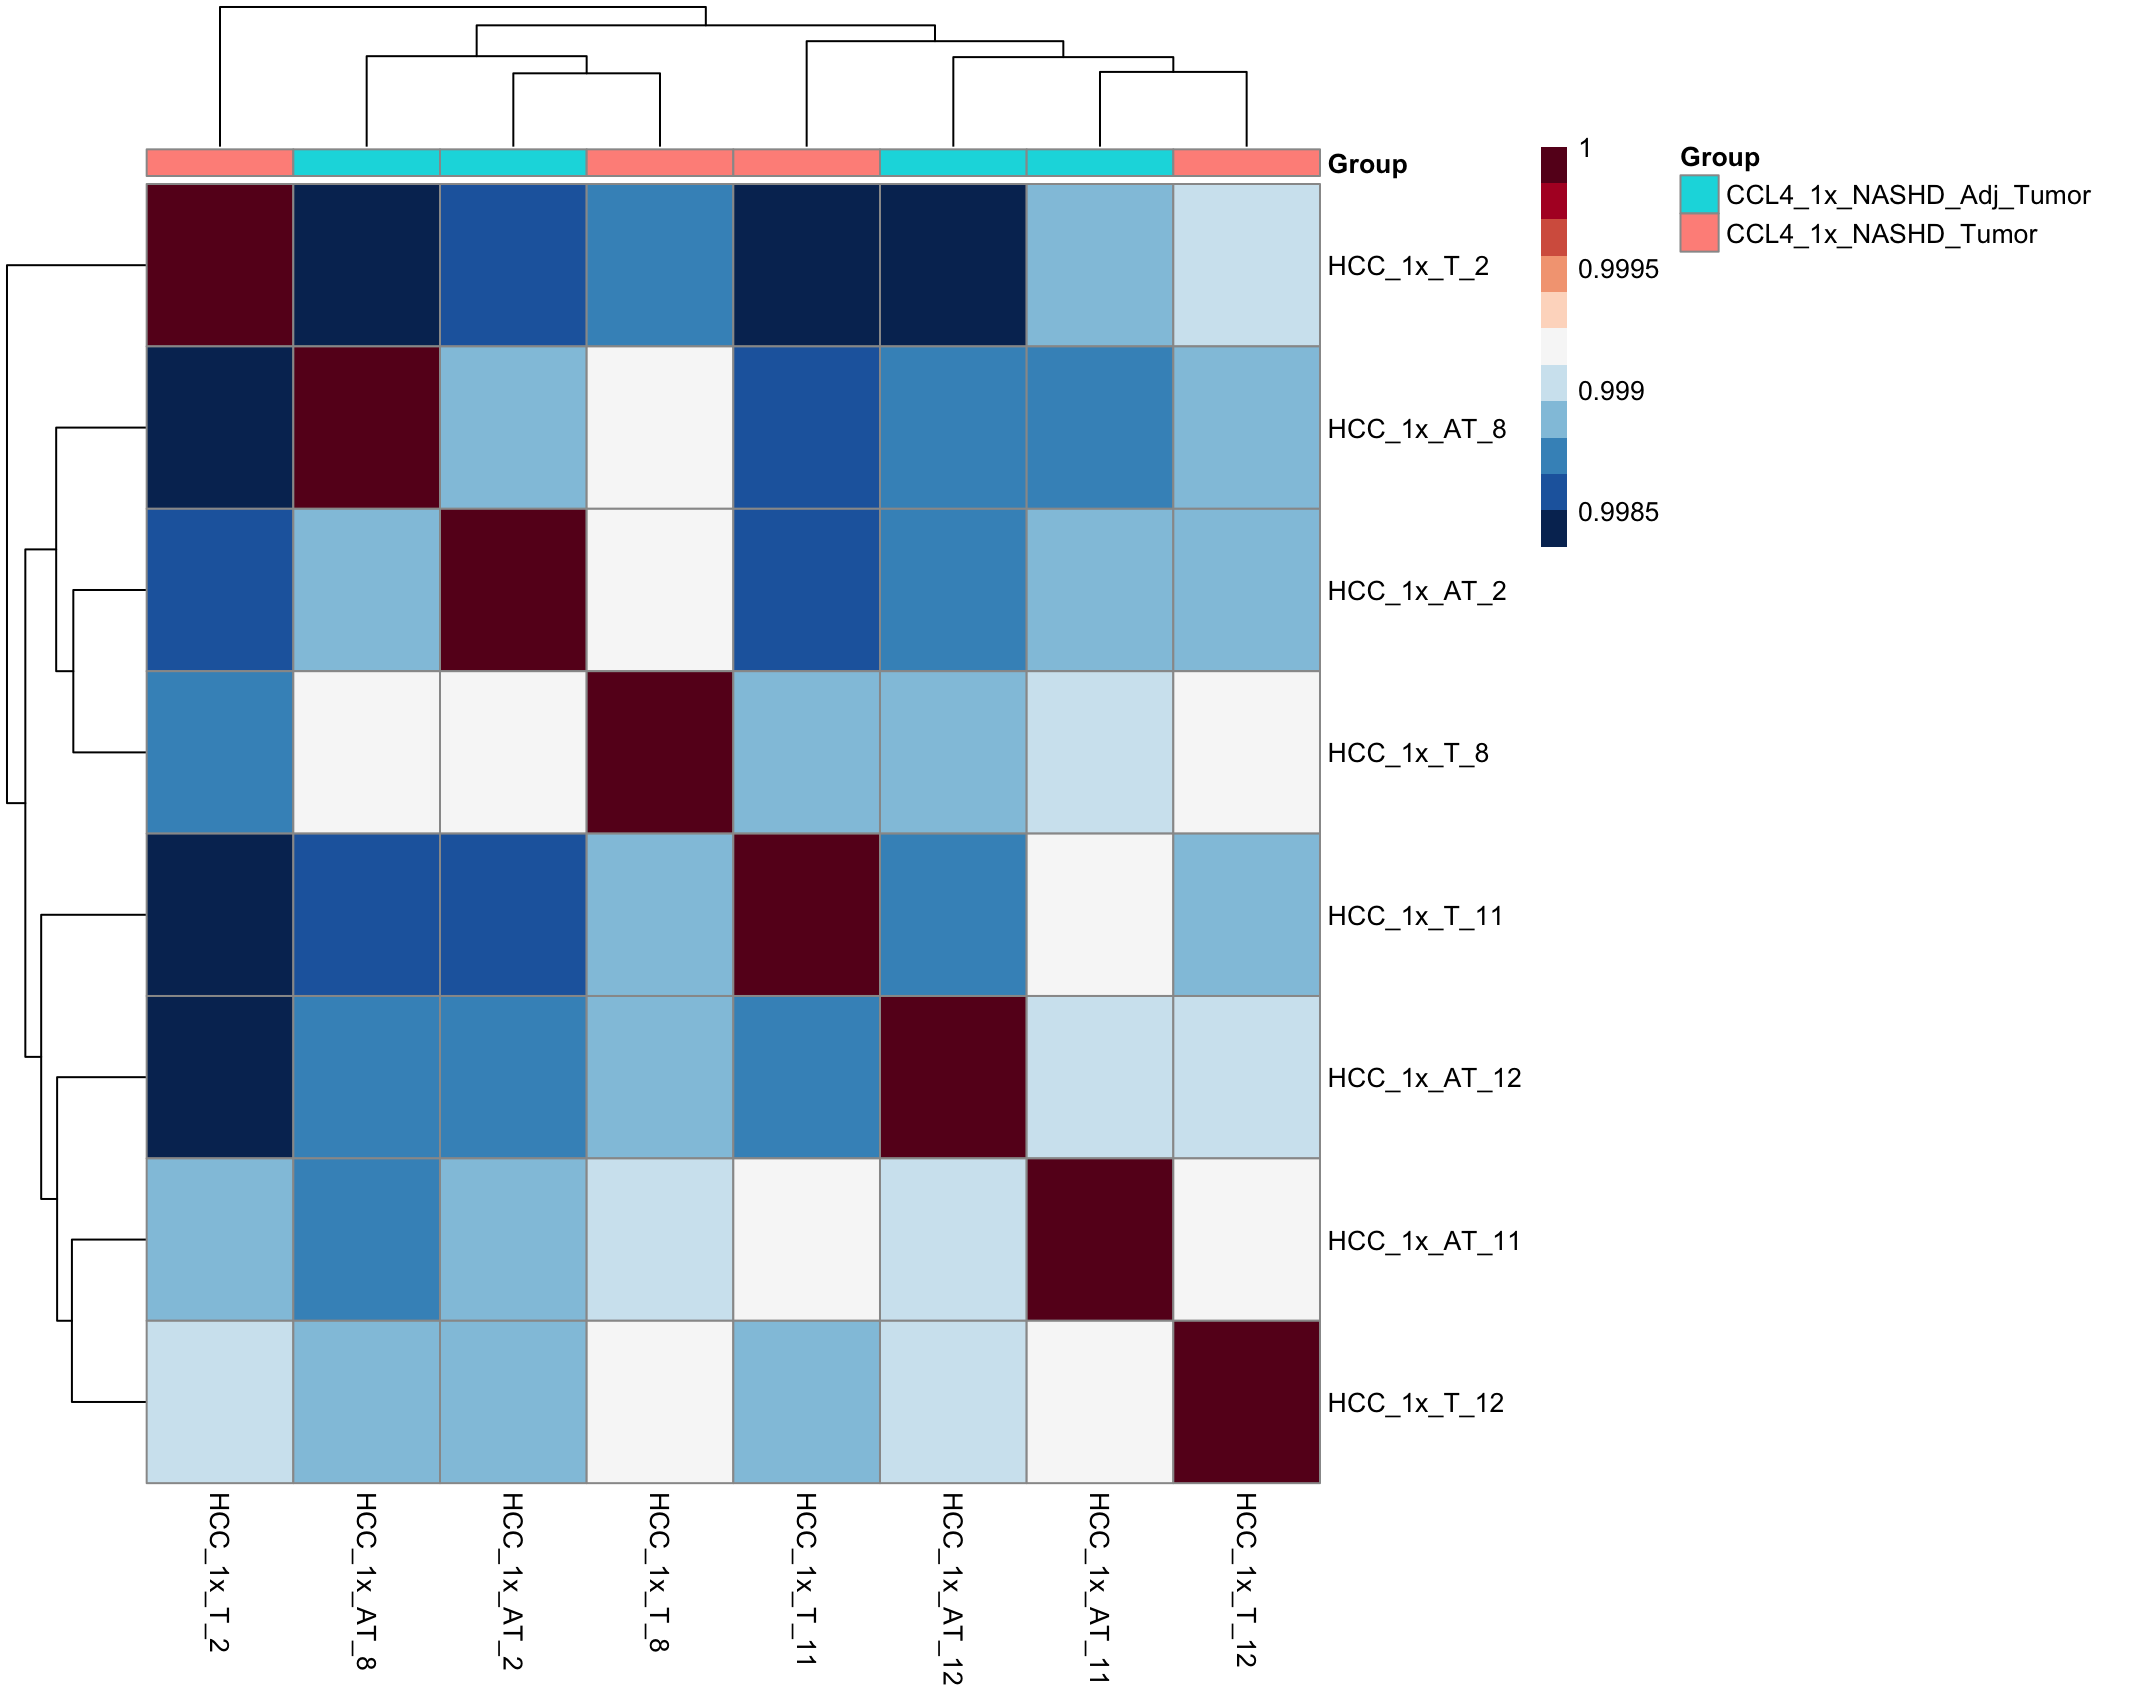 Group
HCC_1x_T_2
HCC_1x_AT_8
HCC_1x_AT_2
HCC_1x_T_8
HCC_1x_T_11
HCC_1x_AT_12
HCC_1x_AT_11
HCC_1x_T_12
1
0.9995
0.999
0.9985
Group
CCL4_1x_NASHD_Adj_Tumor
CCL4_1x_NASHD_Tumor
HCC_1x_T_2
HCC_1x_AT_8
HCC_1x_AT_2
HCC_1x_T_8
HCC_1x_T_11
HCC_1x_AT_12
HCC_1x_AT_11
HCC_1x_T_12